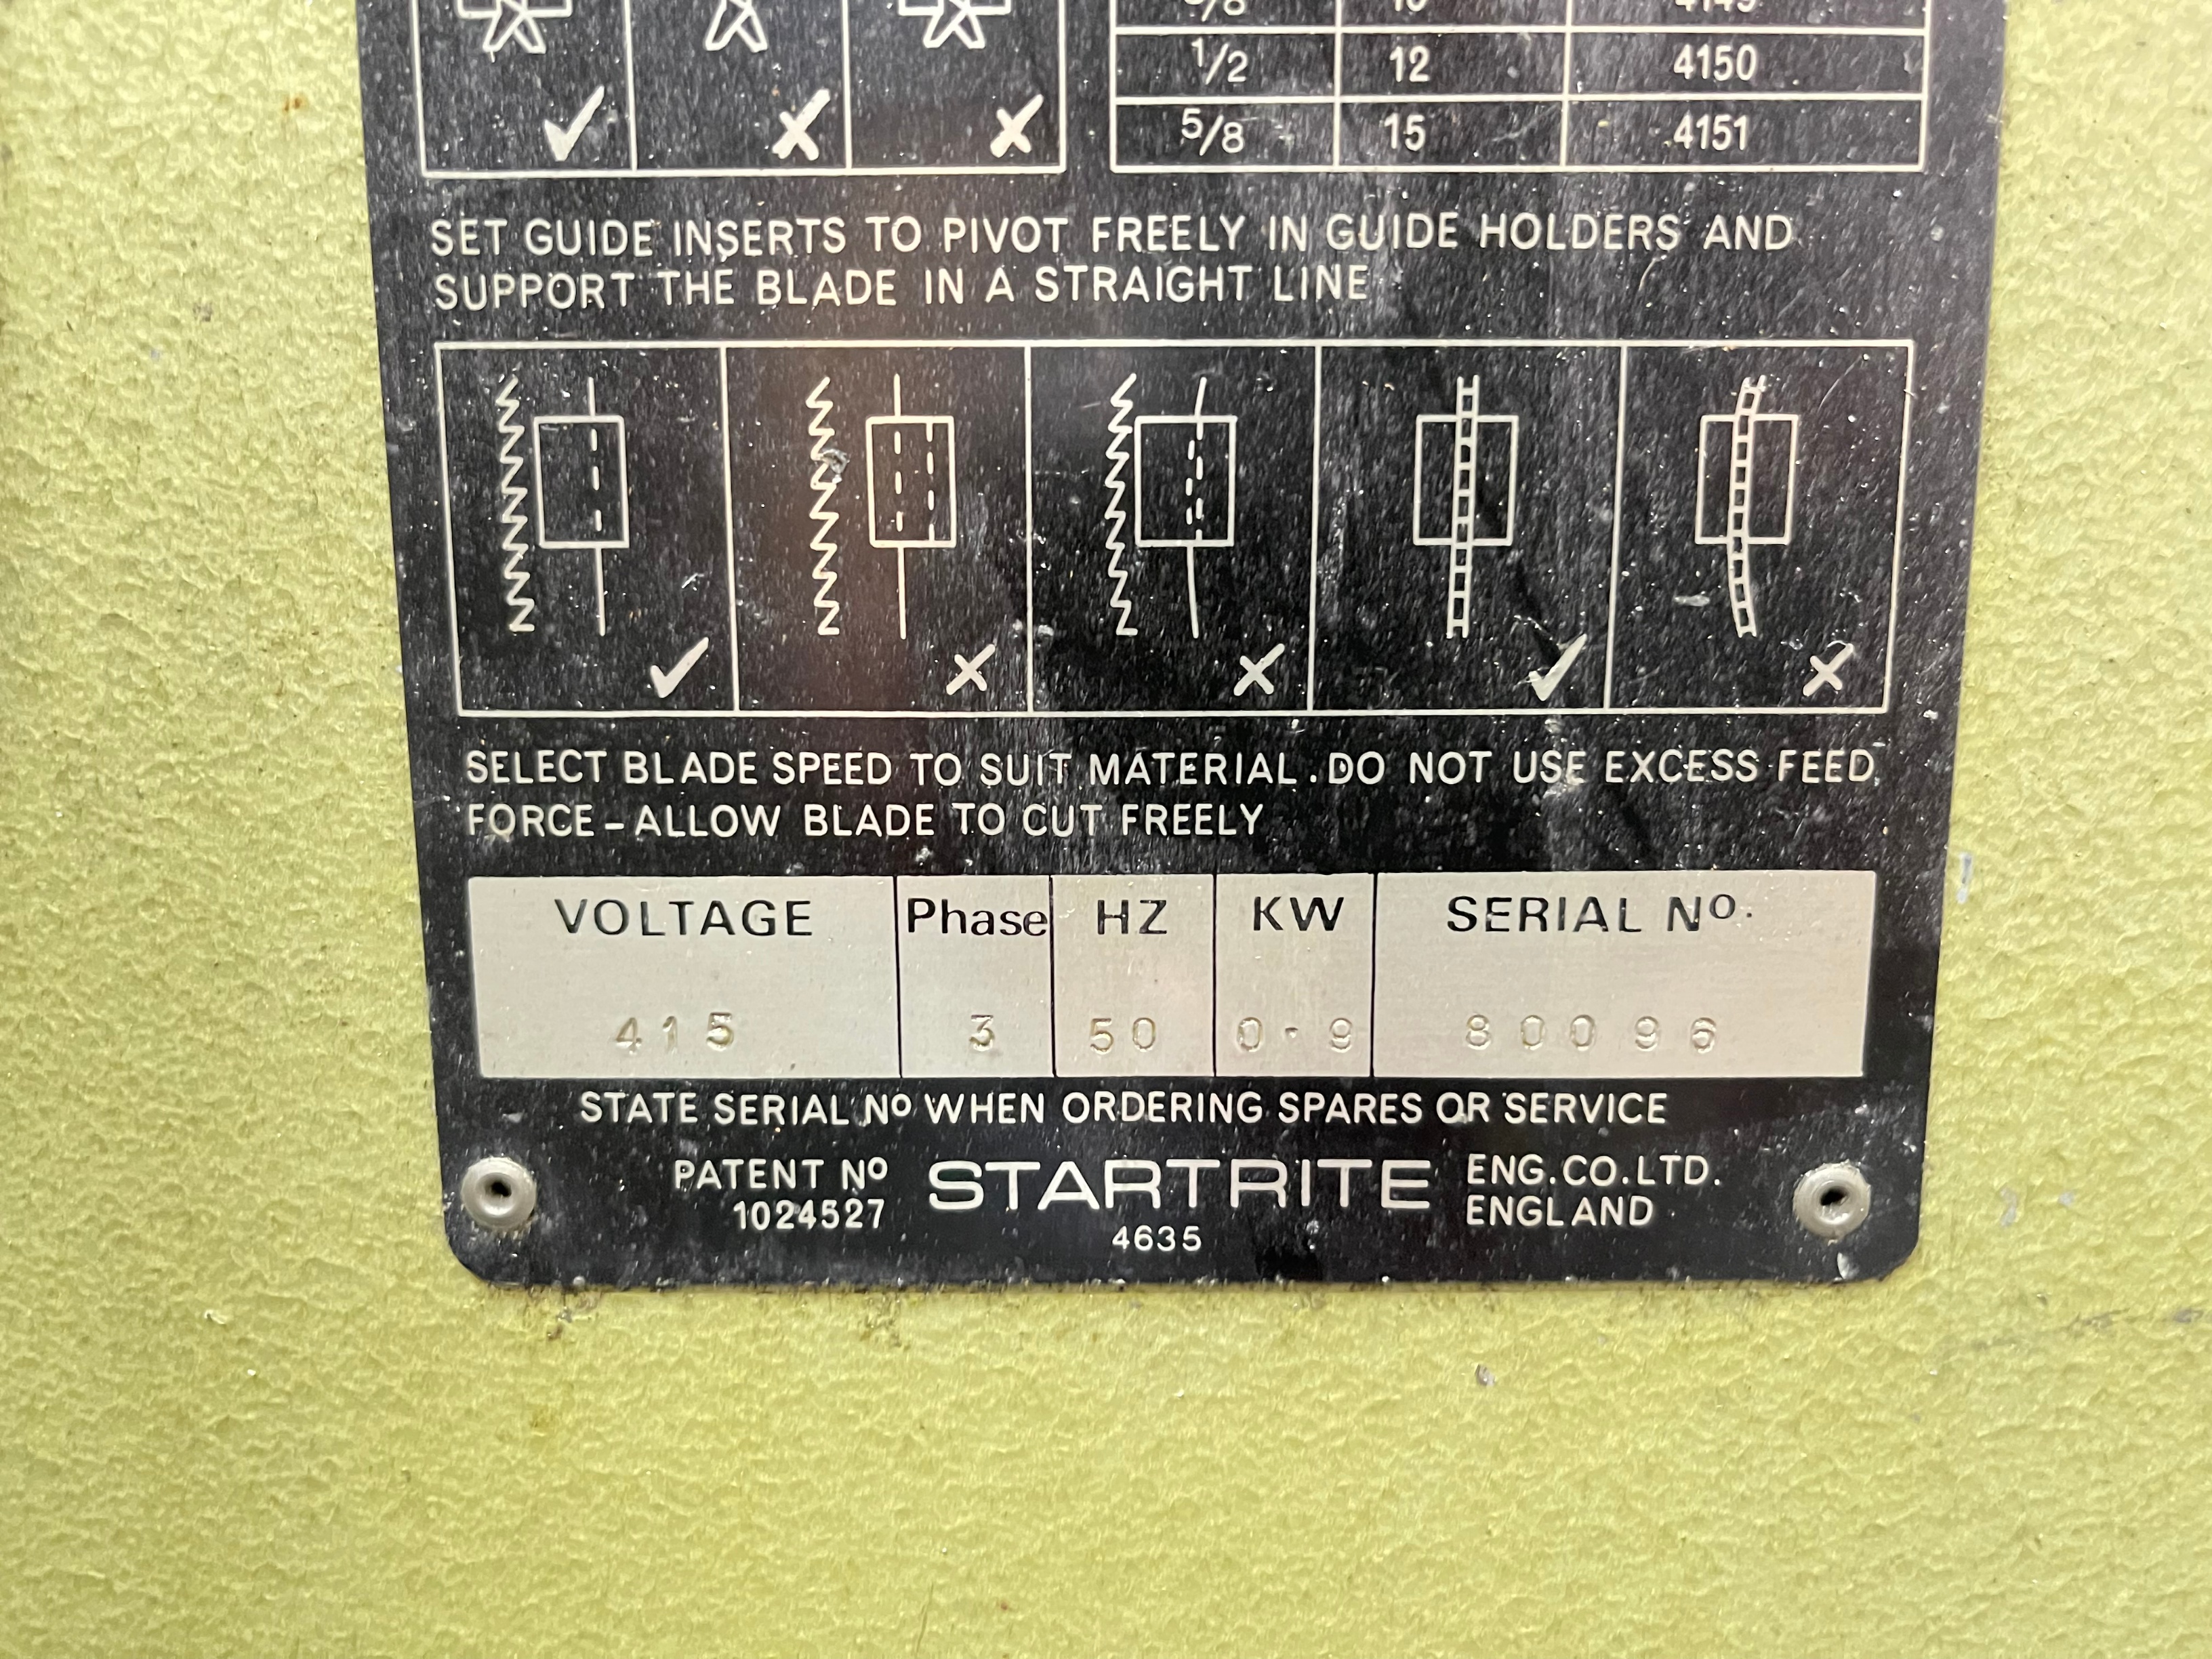 1/2 12 4150
5/8 15 4151
SET GUIDE INSERTS TO PIVOT FREELY IN GUIDE HOLDERS AND
SUPPORT THE BLADE IN A STRAIGHT LINE
SELECT BLADE SPEED TO SUIT MATERIAL. DO NOT USE EXCESS FEED
FORCE – ALLOW BLADE TO CUT FREELY
VOLTAGE Phase HZ KW SERIAL No.
415 3 50 0·9 80096
STATE SERIAL No WHEN ORDERING SPARES OR SERVICE
PATENT No STARTRITE ENG.CO.LTD.
1024527 ENGLAND
4635